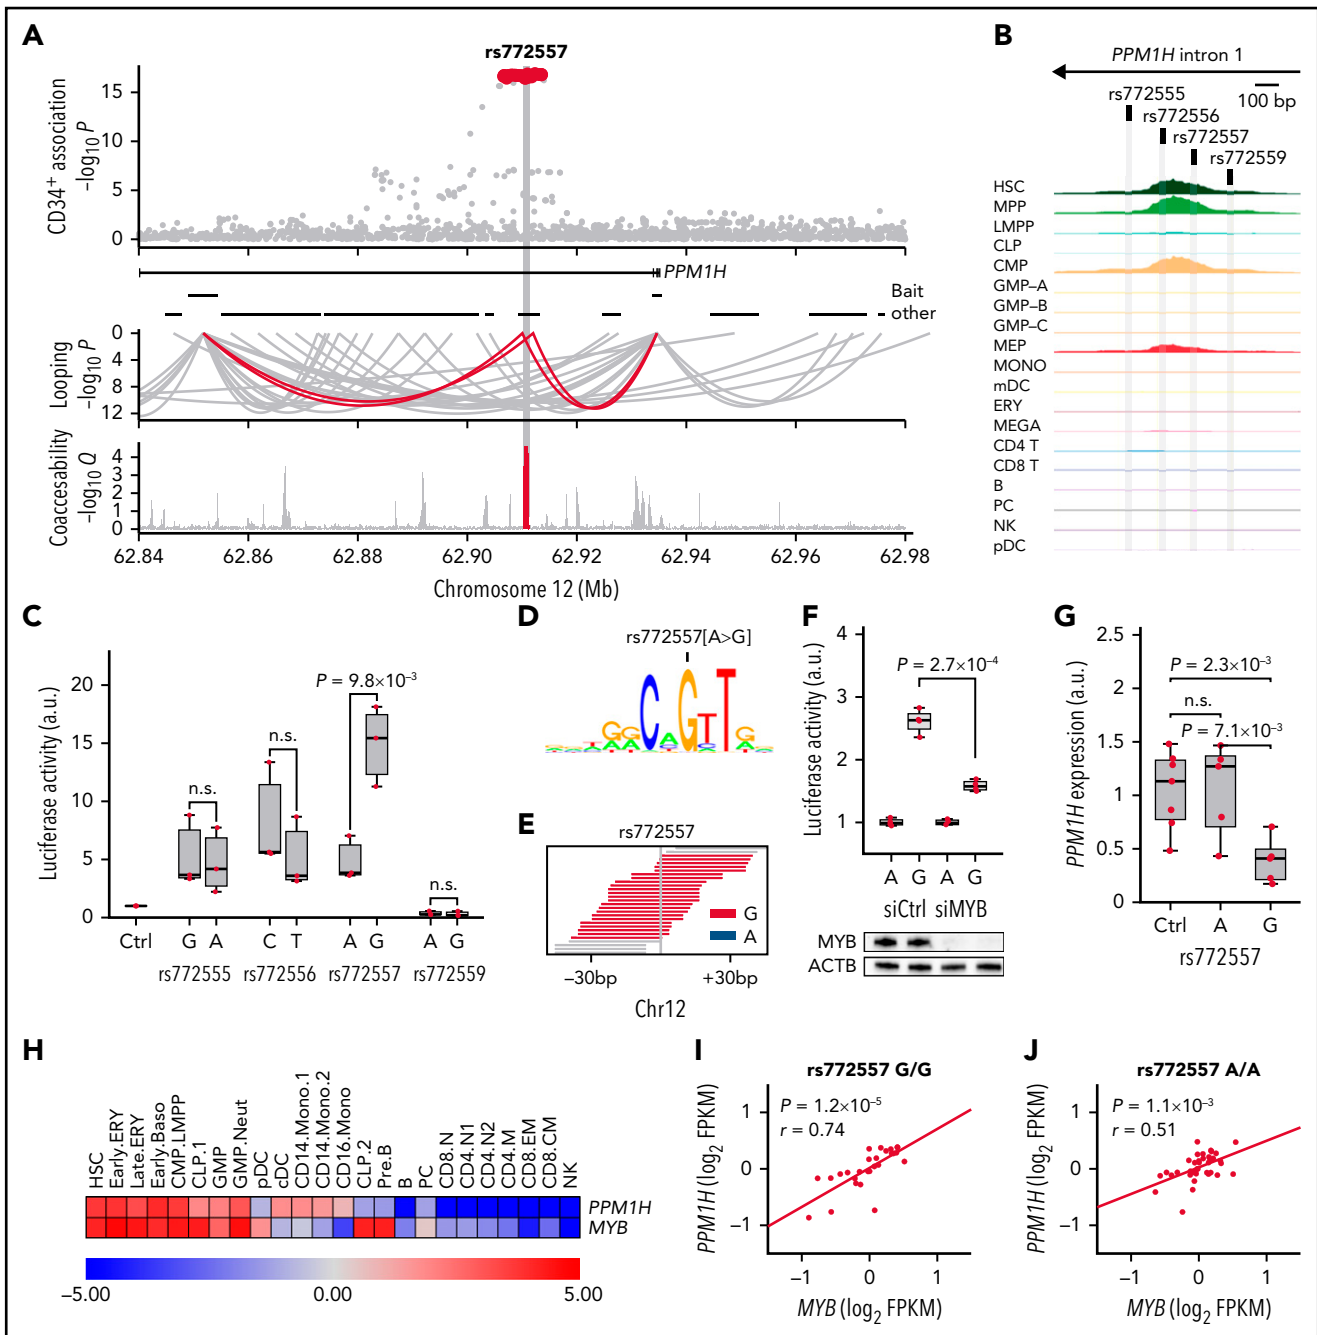 A
rs772557
CD34+ association
−log10 P
15
10
5
0
PPM1H
Bait
other
Looping
−log10 P
0
4
8
12
Coaccesability
−log10 Q
4
3
2
1
0
62.84 62.86 62.88 62.90 62.92 62.94 62.96 62.98
Chromosome 12 (Mb)
B
PPM1H intron 1
100 bp
rs772555
rs772556
rs772557
rs772559
HSC
MPP
LMPP
CLP
CMP
GMP–A
GMP–B
GMP–C
MEP
MONO
mDC
ERY
MEGA
CD4 T
CD8 T
B
PC
NK
pDC
C
Luciferase activity (a.u.)
20
15
10
5
0
n.s.
n.s.
P = 9.8×10−3
n.s.
Ctrl G A C T A G A G
rs772555 rs772556 rs772557 rs772559
D
rs772557[A>G]
E
rs772557
G
A
−30bp +30bp
Chr12
F
Luciferase activity (a.u.)
4
3
2
1
P = 2.7×10−4
A G A G
siCtrl siMYB
MYB
ACTB
G
PPM1H expression (a.u.)
2.5
2
1.5
1
0.5
0
P = 2.3×10−3
n.s.
P = 7.1×10−3
Ctrl A G
rs772557
H
HSC
Early.ERY
Late.ERY
Early.Baso
CMP.LMPP
CLP.1
GMP
GMP.Neut
pDC
cDC
CD14.Mono.1
CD14.Mono.2
CD16.Mono
CLP.2
Pre.B
B
PC
CD8.N
CD4.N1
CD4.N2
CD4.M
CD8.EM
CD8.CM
NK
PPM1H
MYB
−5.00 0.00 5.00
I
rs772557 G/G
P = 1.2×10−5
r = 0.74
PPM1H (log2 FPKM)
1
0
−1
−1 0 1
MYB (log2 FPKM)
J
rs772557 A/A
P = 1.1×10−3
r = 0.51
PPM1H (log2 FPKM)
1
0
−1
−1 0 1
MYB (log2 FPKM)